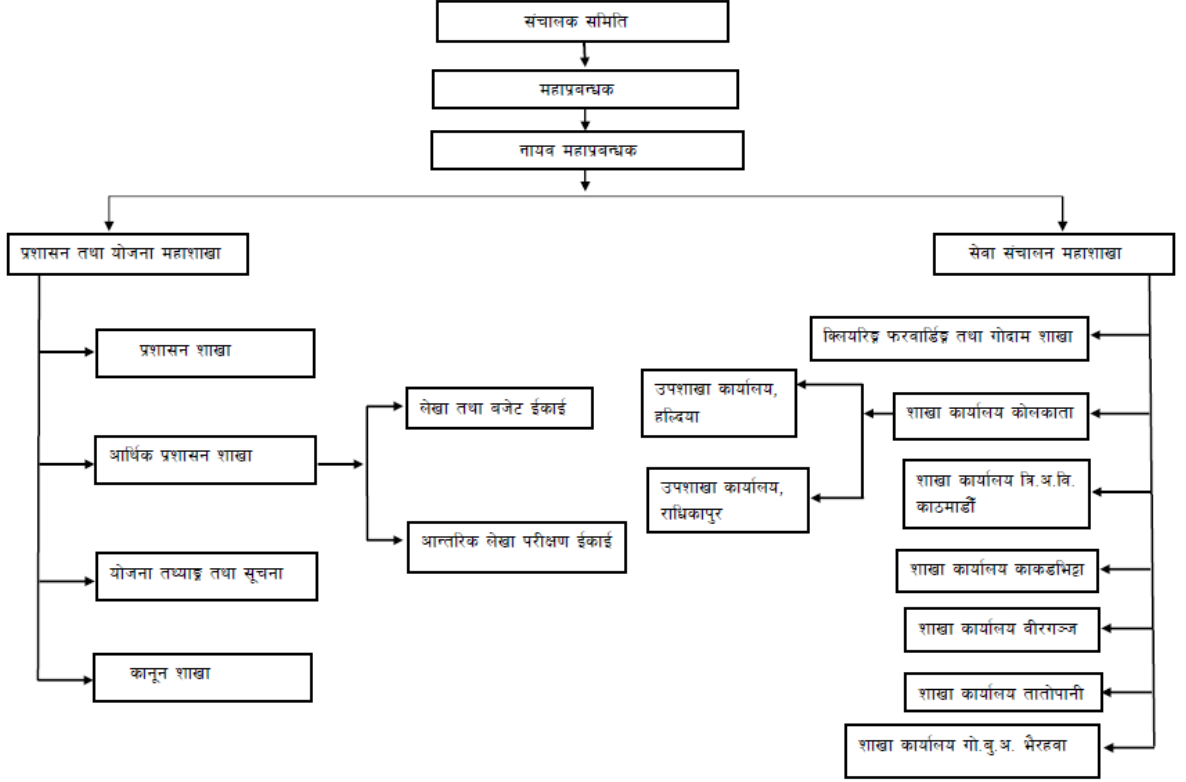 संचालक समिति
महाप्रबन्धक
नायव महाप्रबन्धक
प्रशासन तथा योजना महाशाखा
सेवा संचालन महाशाखा
प्रशासन शाखा
आर्थिक प्रशासन शाखा
लेखा तथा बजेट ईकाई
आन्तरिक लेखा परीक्षण ईकाई
योजना तथ्याङ्क तथा सूचना
कानून शाखा
क्लियरिङ्ग फरवार्डिङ्ग तथा गोदाम शाखा
शाखा कार्यालय कोलकाता
उपशाखा कार्यालय,
हल्दिया
उपशाखा कार्यालय,
राधिकापुर
शाखा कार्यालय त्रि.अ.वि.
काठमाडौँ
शाखा कार्यालय काकडभिट्टा
शाखा कार्यालय वीरगञ्ज
शाखा कार्यालय तातोपानी
शाखा कार्यालय गो.बु.अ. भैरहवा